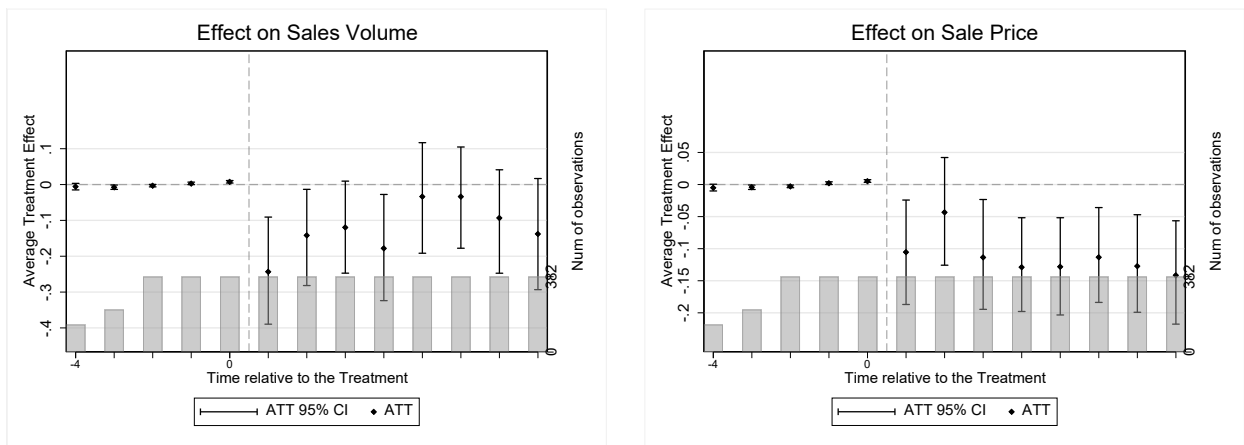 Effect on Sales Volume
Average Treatment Effect
.1
0
-.1
-.2
-.3
-.4
Num of observations
382
0
-4
0
Time relative to the Treatment
ATT 95% CI
ATT
Effect on Sale Price
Average Treatment Effect
.05
0
-.05
-.1
-.15
-.2
Num of observations
382
0
-4
0
Time relative to the Treatment
ATT 95% CI
ATT